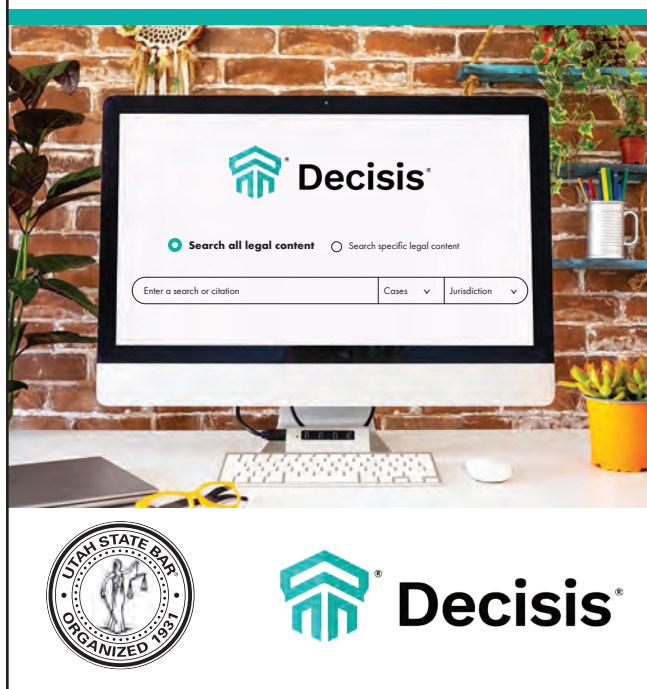 Decisis®
Search all legal content Search specific legal content
Enter a search or citation Cases Jurisdiction
UTAH STATE BAR®
ORGANIZED 1931
Decisis®